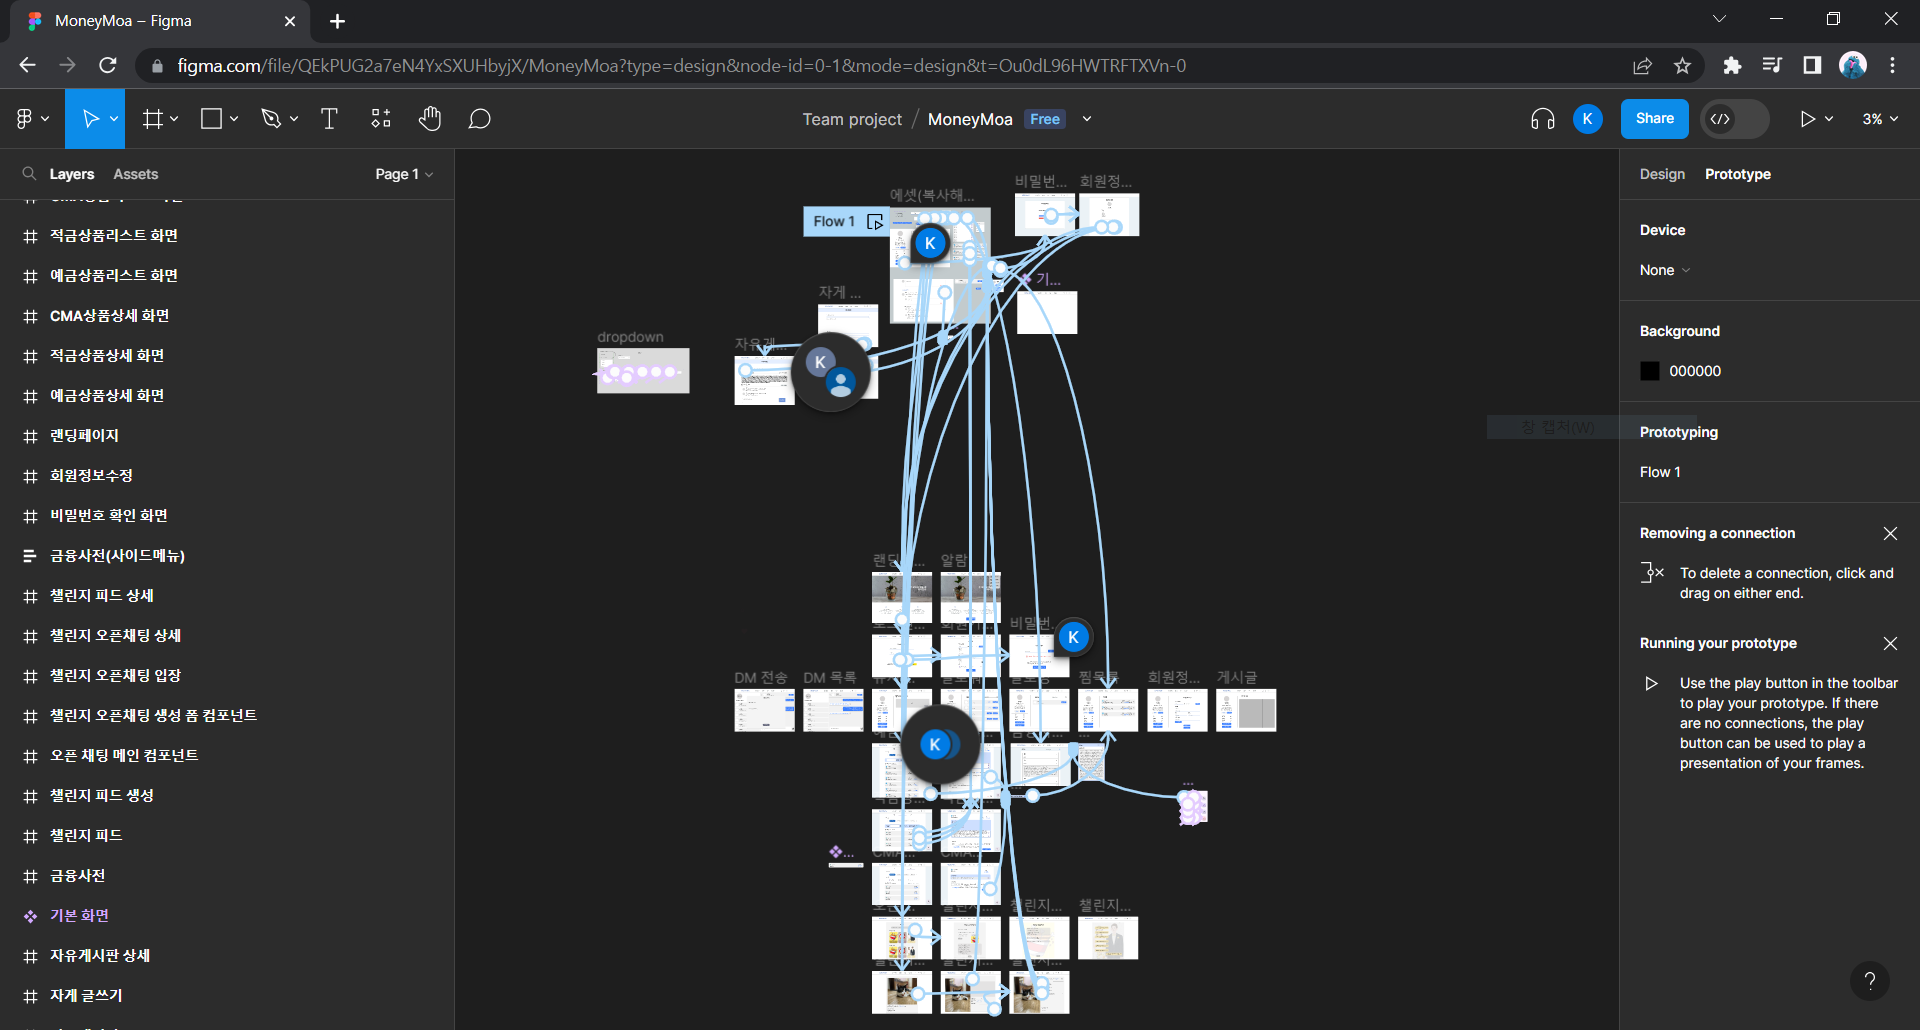 MoneyMoa – Figma
figma.com/file/QEkPUG2a7eN4YxSXUHbyjX/MoneyMoa?type=design&node-id=0-1&mode=design&t=Ou0dL96HWTRFTXVn-0
Team project / MoneyMoa Free
K
Share
3%
Layers
Assets
Page 1
적금상품리스트 화면
예금상품리스트 화면
CMA상품상세 화면
적금상품상세 화면
예금상품상세 화면
랜딩페이지
회원정보수정
비밀번호 확인 화면
금융사전(사이드메뉴)
챌린지 피드 상세
챌린지 오픈채팅 상세
챌린지 오픈채팅 입장
챌린지 오픈채팅 생성 폼 컴포넌트
오픈 채팅 메인 컴포넌트
챌린지 피드 생성
챌린지 피드
금융사전
기본 화면
자유게시판 상세
자게 글쓰기
에셋(복사해...
비밀번...
회원정...
Flow 1
K
기...
자게 ...
dropdown
자유게...
K
랜딩...
알람
비밀번...
K
DM 전송
DM 목록
찜목록
회원정...
게시글
K
...
...
CMA...
CMA...
챌린지...
챌린지...
Design
Prototype
Device
None
Background
000000
창 캡처(W)
Prototyping
Flow 1
Removing a connection
To delete a connection, click and
drag on either end.
Running your prototype
Use the play button in the toolbar
to play your prototype. If there
are no connections, the play
button can be used to play a
presentation of your frames.
?